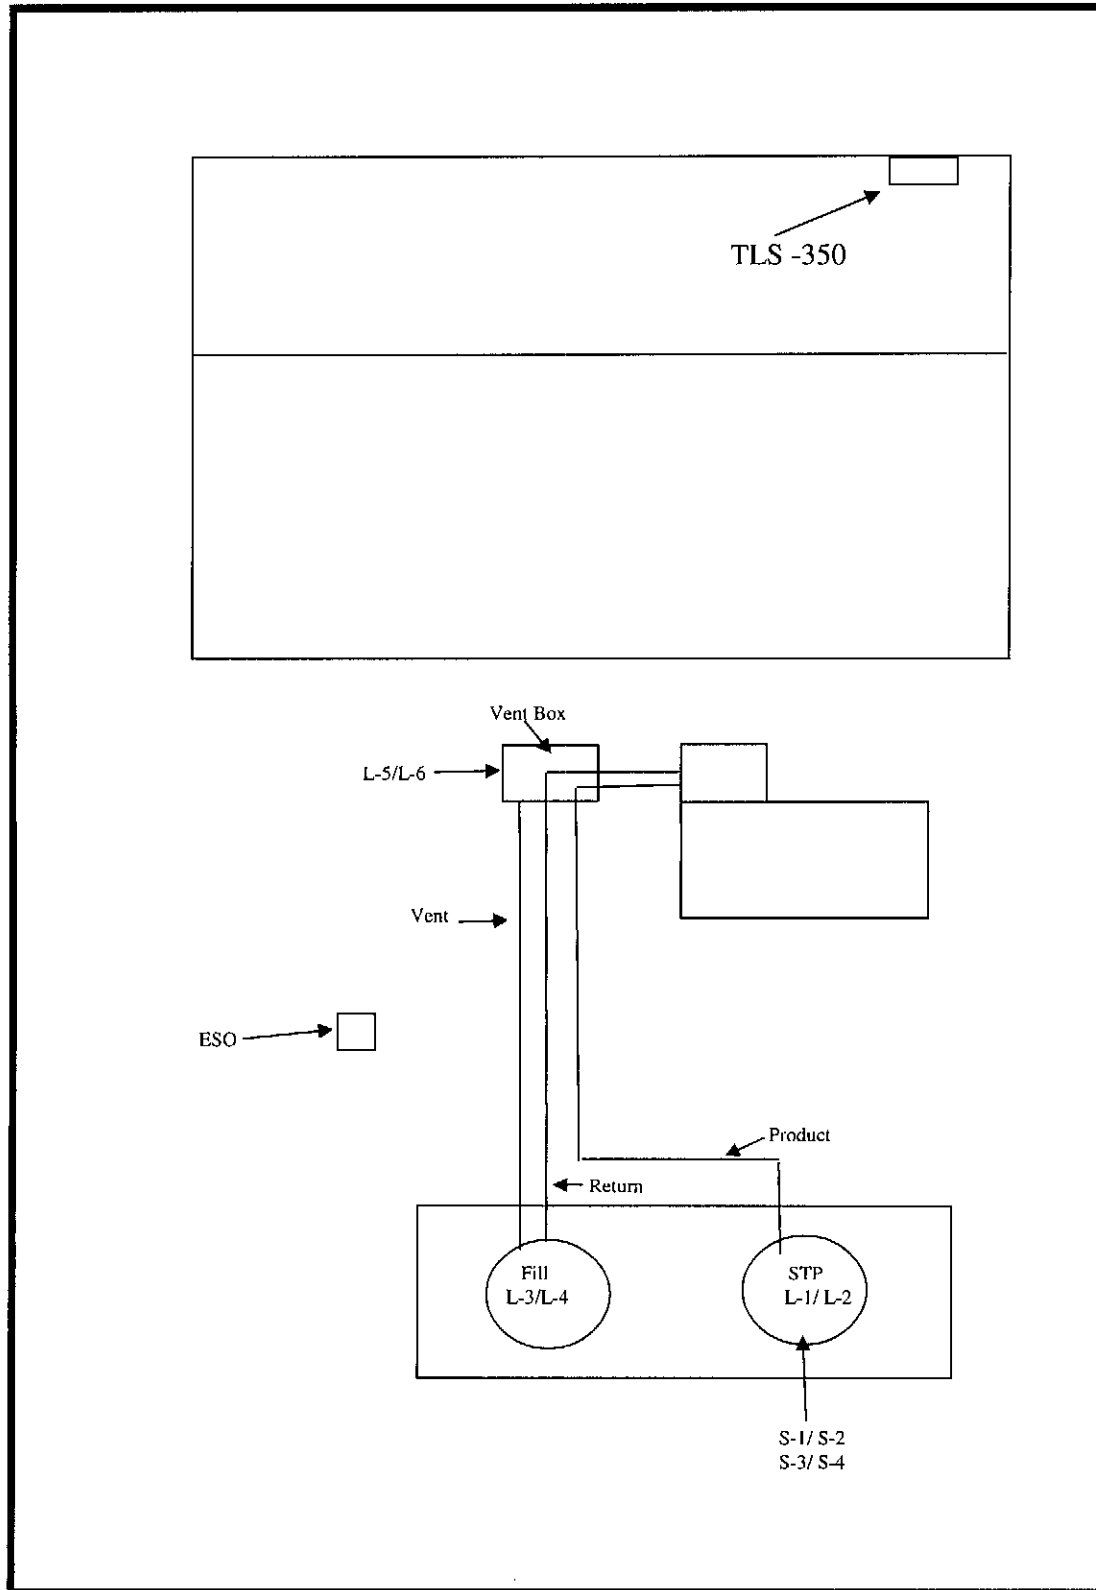 TLS -350
Vent Box
L-5/L-6
Vent
ESO
Product
Return
Fill
L-3/L-4
STP
L-1/ L-2
S-1/ S-2
S-3/ S-4